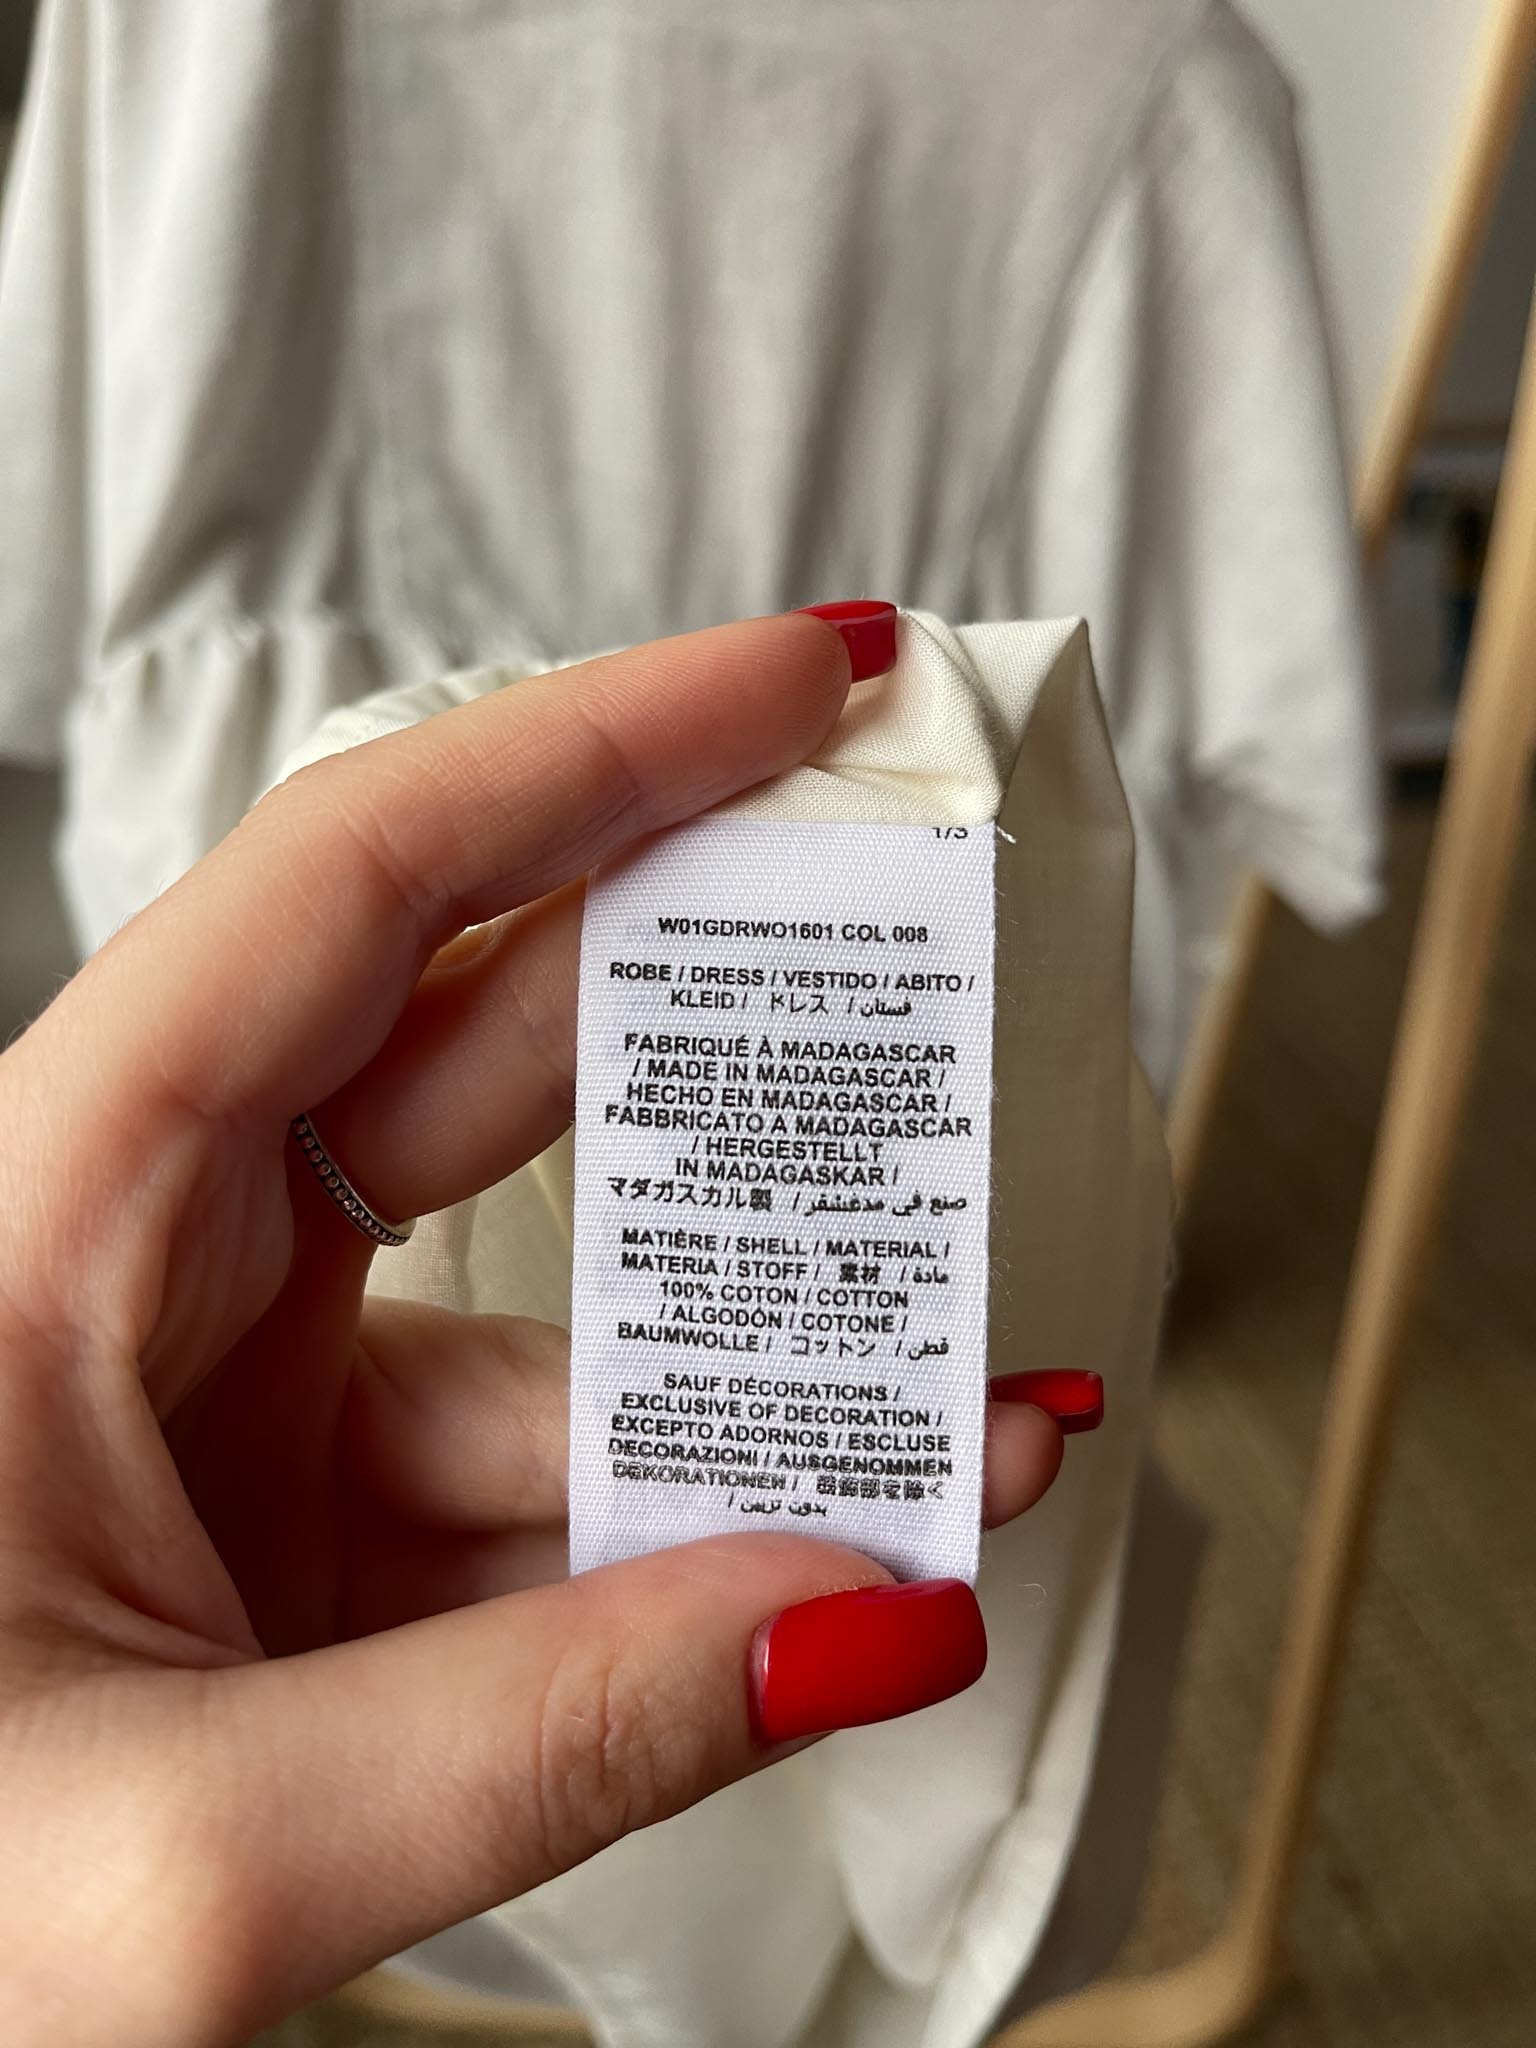 1/3
W01GDRWO1601 COL 008
ROBE / DRESS / VESTIDO / ABITO /
KLEID / ドレス / فستان
FABRIQUÉ À MADAGASCAR
/ MADE IN MADAGASCAR /
HECHO EN MADAGASCAR /
FABBRICATO A MADAGASCAR
/ HERGESTELLT
IN MADAGASKAR /
マダガスカル製 / صنع في مدغشقر
MATIÈRE / SHELL / MATERIAL /
MATERIA / STOFF / 素材 / مادة
100% COTON / COTTON
/ ALGODÓN / COTONE /
BAUMWOLLE / コットン / قطن
SAUF DÉCORATIONS /
EXCLUSIVE OF DECORATION /
EXCEPTO ADORNOS / ESCLUSE
DECORAZIONI / AUSGENOMMEN
DEKORATIONEN / 装飾部を除く
/ بدون تزيين